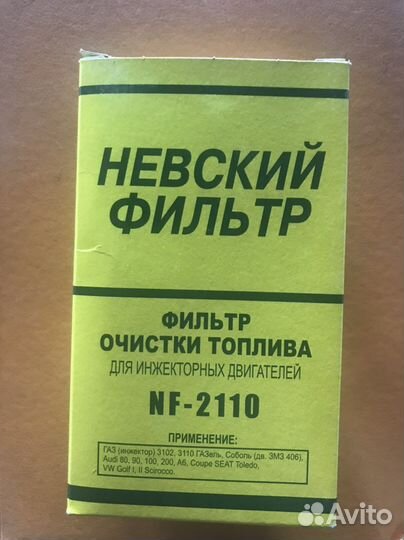 НЕВСКИЙ
ФИЛЬТР
ФИЛЬТР
ОЧИСТКИ ТОПЛИВА
ДЛЯ ИНЖЕКТОРНЫХ ДВИГАТЕЛЕЙ
NF-2110
ПРИМЕНЕНИЕ:
ГАЗ (инжектор) 3102, 3110 ГАЗель, Соболь (дв. ЗМЗ 406),
Audi 80, 90, 100, 200, A6, Coupe SEAT Toledo,
VW Golf I, II Scirocco.
Avito